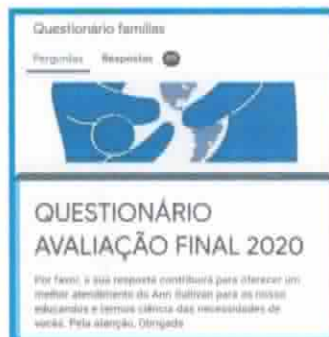 Questionário famílias
Perguntas Respostas
QUESTIONÁRIO
AVALIAÇÃO FINAL 2020
Por favor, a sua resposta contribuirá para oferecer um
melhor atendimento do Ann Sullivan para os nosso
educandos e termos ciência das necessidades de
vocês. Pela atenção, Obrigada